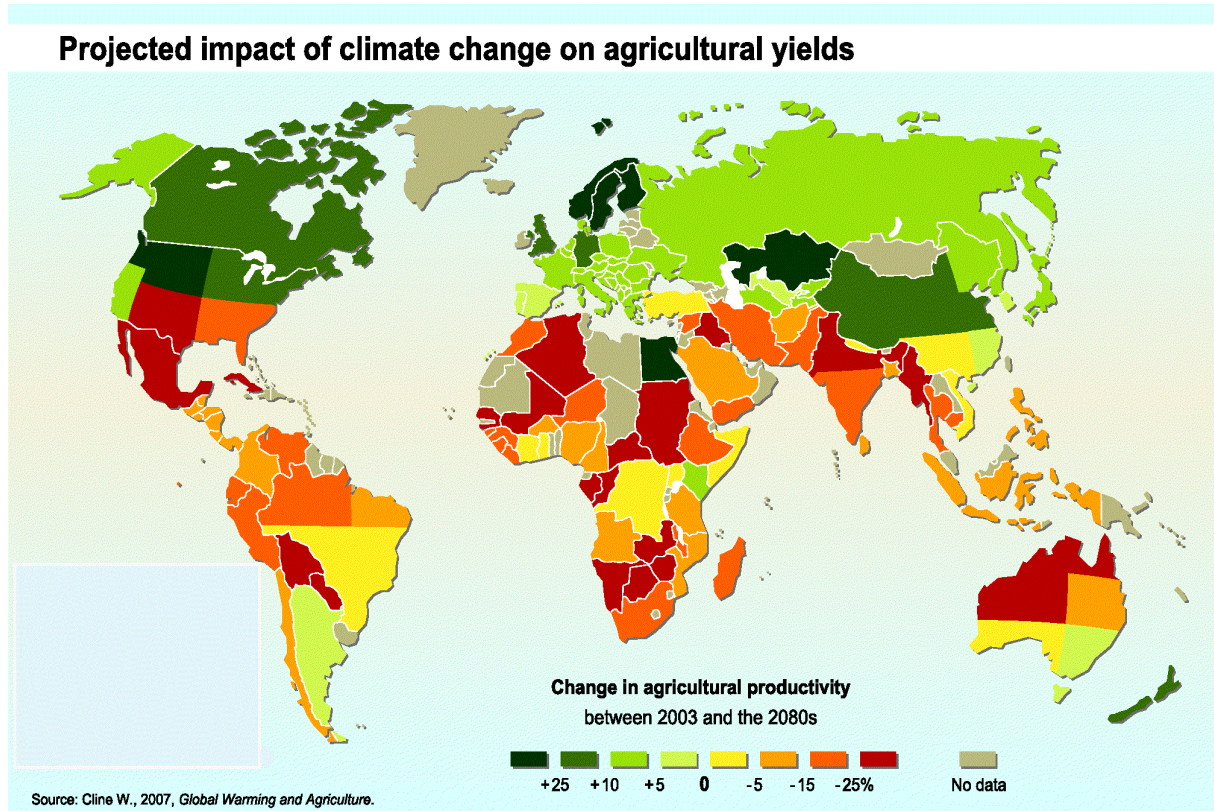 Projected impact of climate change on agricultural yields
Change in agricultural productivity
between 2003 and the 2080s
+25 +10 +5 0 -5 -15 -25%
No data
Source: Cline W., 2007, Global Warming and Agriculture.